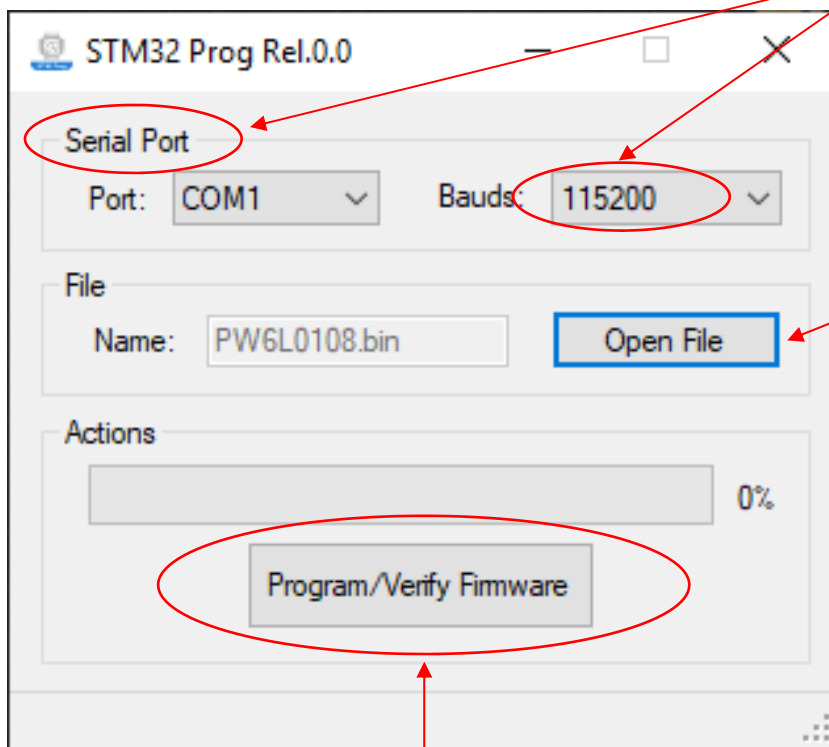 STM32 Prog Rel.0.0
Serial Port
Port: COM1 Bauds: 115200
File
Name: PW6L0108.bin Open File
Actions
0%
Program/Verify Firmware